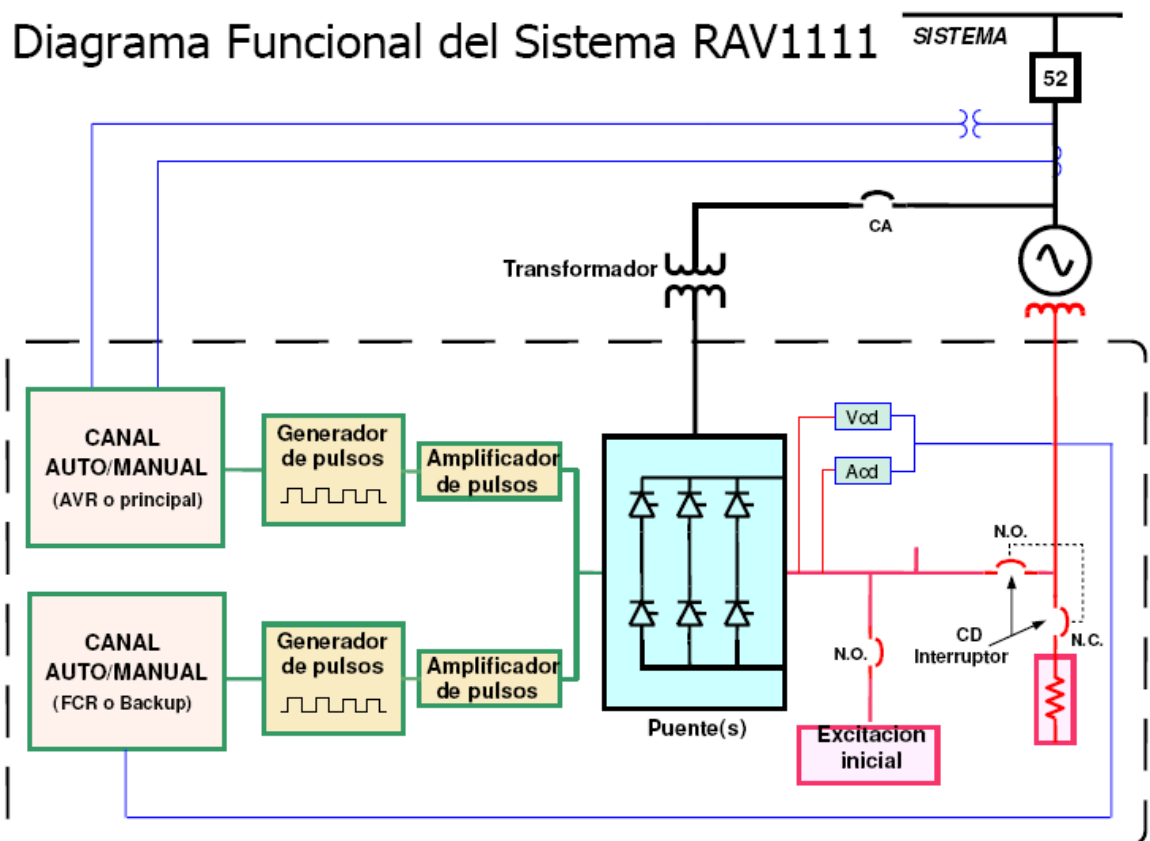 Diagrama Funcional del Sistema RAV1111
SISTEMA
52
CA
Transformador
CANAL
AUTO/MANUAL
(AVR o principal)
Generador
de pulsos
Amplificador
de pulsos
Vcd
Acd
N.O.
CD
Interruptor
N.C.
N.O.
CANAL
AUTO/MANUAL
(FCR o Backup)
Generador
de pulsos
Amplificador
de pulsos
Puente(s)
Excitacion
inicial